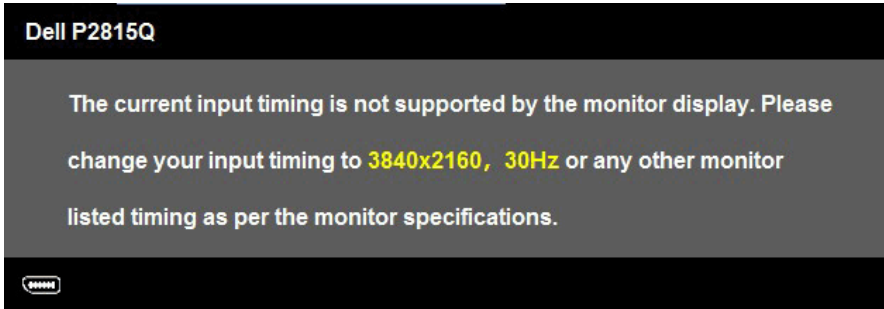 Dell P2815Q
The current input timing is not supported by the monitor display. Please
change your input timing to 3840x2160, 30Hz or any other monitor
listed timing as per the monitor specifications.